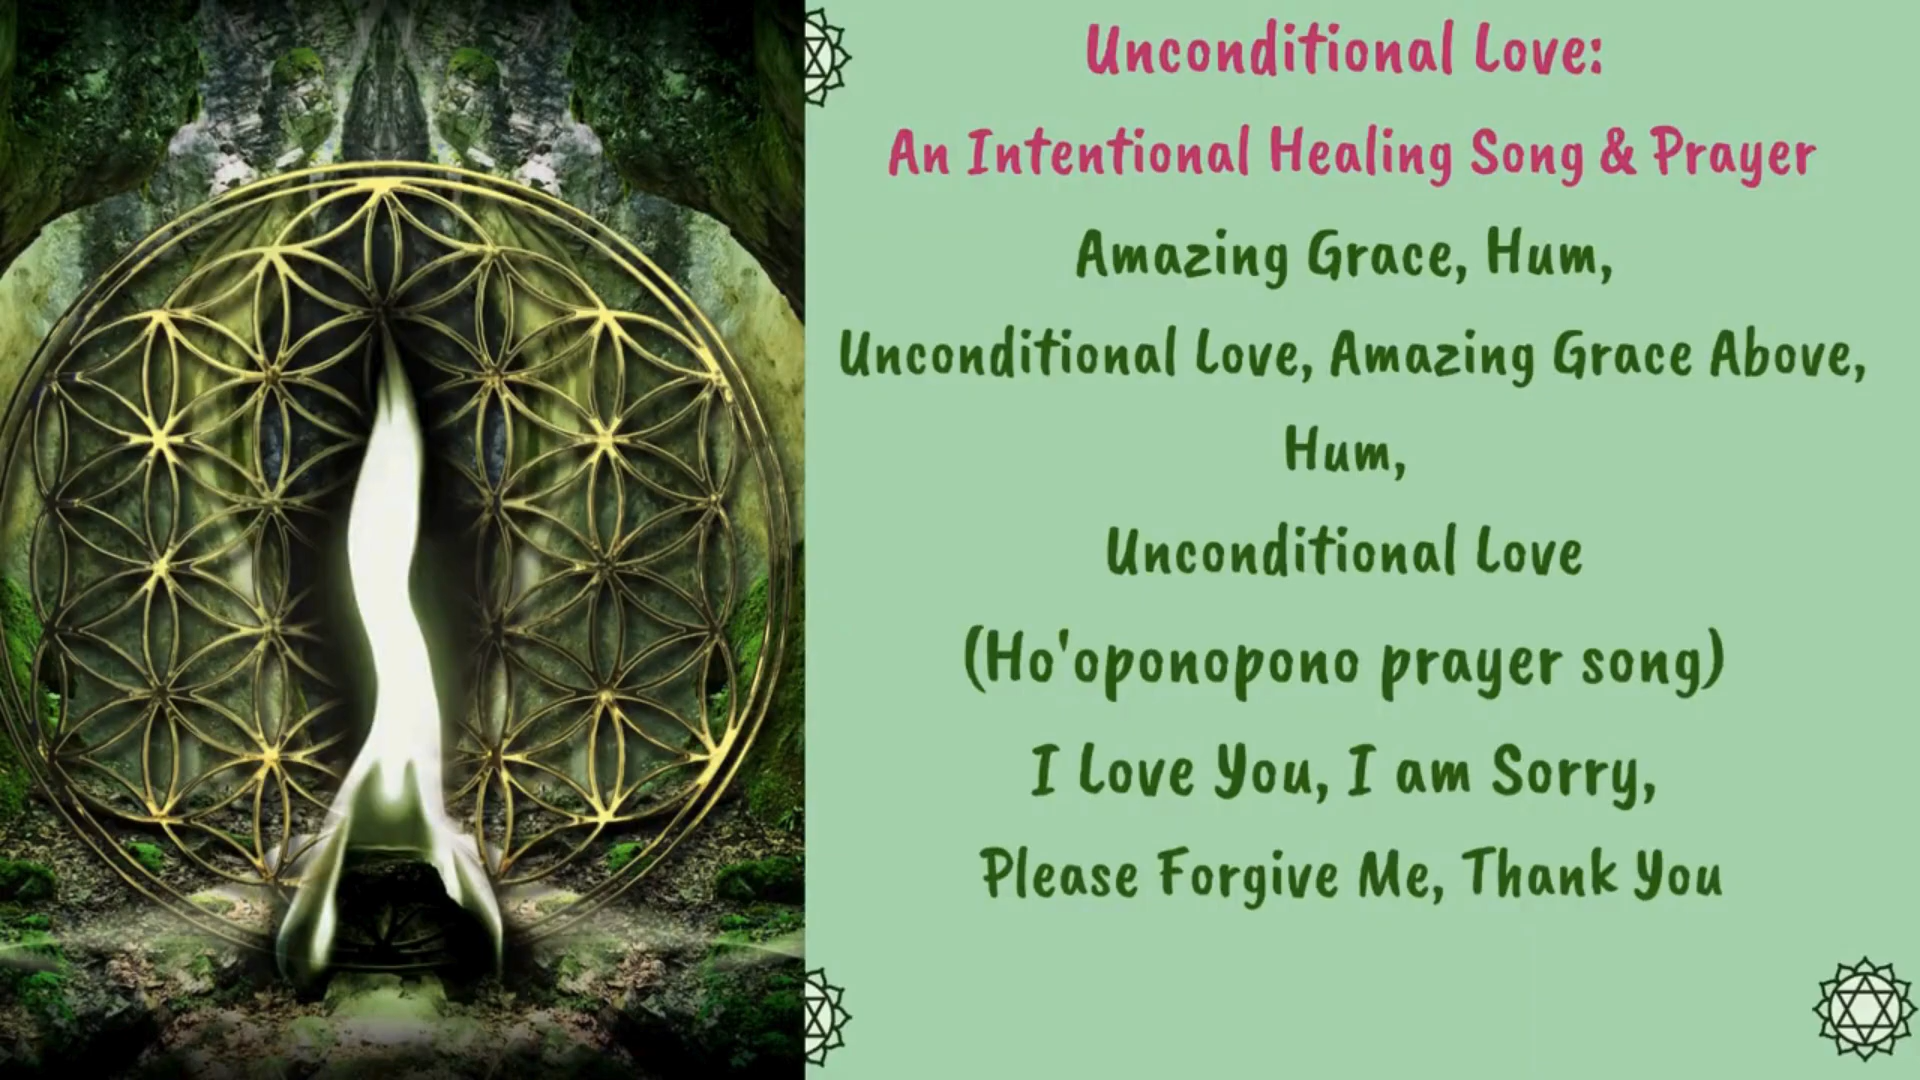 Unconditional Love:
An Intentional Healing Song & Prayer
Amazing Grace, Hum,
Unconditional Love, Amazing Grace Above,
Hum,
Unconditional Love
(Ho'oponopono prayer song)
I Love You, I am Sorry,
Please Forgive Me, Thank You